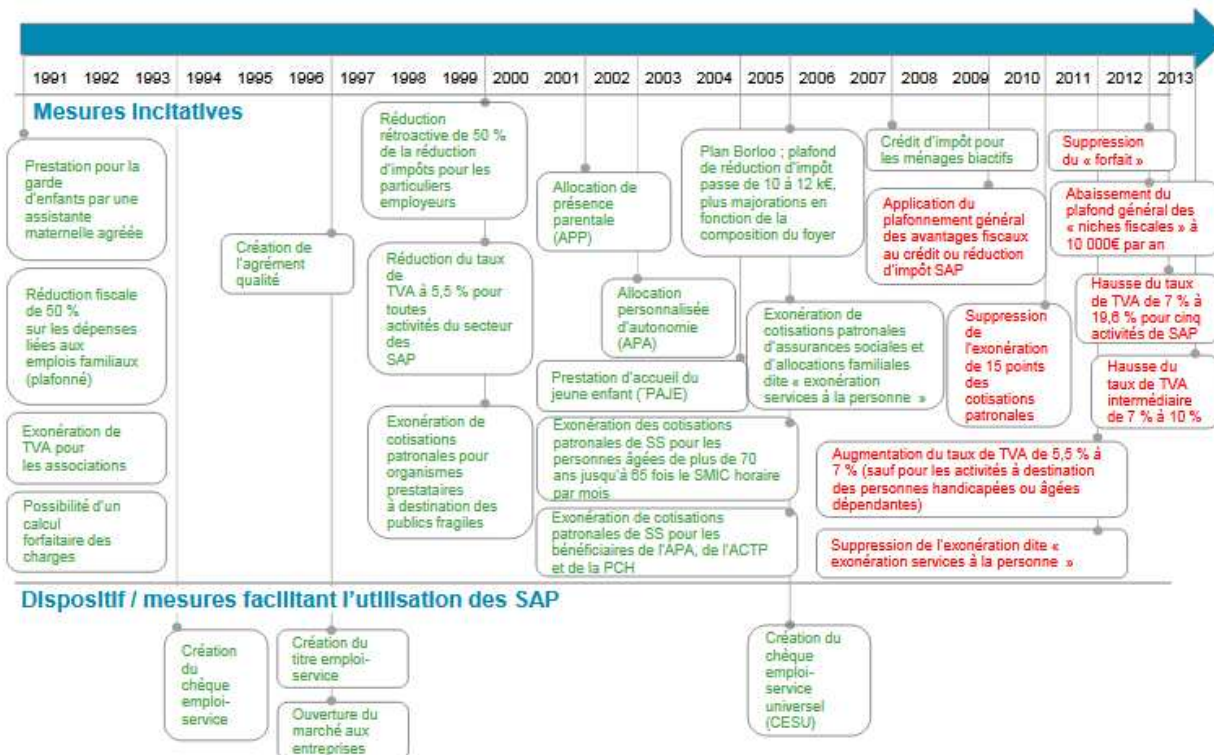 1991 1992 1993 1994 1995 1996 1997 1998 1999 2000 2001 2002 2003 2004 2005 2006 2007 2008 2009 2010 2011 2012 2013
Mesures incitatives
Prestation pour la
garde
d'enfants par une
assistante
maternelle agréée
Réduction fiscale
de 50 %
sur les dépenses
liées aux
emplois familiaux
(plafonné)
Exonération de
TVA pour
les associations
Possibilité d'un
calcul
forfaitaire des
charges
Création de
l'agrément
qualité
Réduction
rétroactive de 50 %
de la réduction
d'impôts pour les
particuliers
employeurs
Réduction du taux
de
TVA à 5,5 % pour
toutes
activités du secteur
des
SAP
Exonération de
cotisations
patronales pour
organismes
prestataires
à destination des
publics fragiles
Allocation de
présence
parentale
(APP)
Allocation
personnalisée
d'autonomie
(APA)
Prestation d'accueil du
jeune enfant (¨PAJE)
Exonération des cotisations
patronales de SS pour les
personnes âgées de plus de 70
ans jusqu'à 65 fois le SMIC horaire
par mois
Exonération de cotisations
patronales de SS pour les
bénéficiaires de l'APA, de l'ACTP
et de la PCH
Plan Borloo ; plafond
de réduction d'impôt
passe de 10 à 12 k€,
plus majorations en
fonction de la
composition du foyer
Exonération de
cotisations patronales
d'assurances sociales et
d'allocations familiales
dite « exonération
services à la personne »
Crédit d'impôt pour
les ménages biactifs
Application du
plafonnement général
des avantages fiscaux
au crédit ou réduction
d'impôt SAP
Suppression
de
l'exonération
de 15 points
des
cotisations
patronales
Augmentation du taux de TVA de 5,5 % à
7 % (sauf pour les activités à destination
des personnes handicapées ou âgées
dépendantes)
Suppression de l'exonération dite «
exonération services à la personne »
Suppression
du « forfait »
Abaissement du
plafond général des
« niches fiscales » à
10 000€ par an
Hausse du taux
de TVA de 7 % à
19,6 % pour cinq
activités de SAP
Hausse du
taux de TVA
intermédiaire
de 7 % à 10 %
Dispositif / mesures facilitant l'utilisation des SAP
Création
du
chèque
emploi-
service
Création du
titre emploi-
service
Ouverture du
marché aux
entreprises
Création du
chèque
emploi-
service
universel
(CESU)